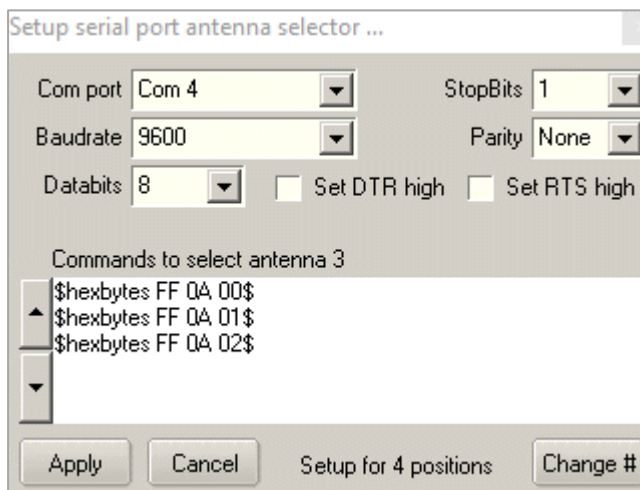 Setup serial port antenna selector ...
Com port Com 4 StopBits 1
Baudrate 9600 Parity None
Databits 8 Set DTR high Set RTS high
Commands to select antenna 3
$hexbytes FF 0A 00$
$hexbytes FF 0A 01$
$hexbytes FF 0A 02$
Apply Cancel Setup for 4 positions Change #